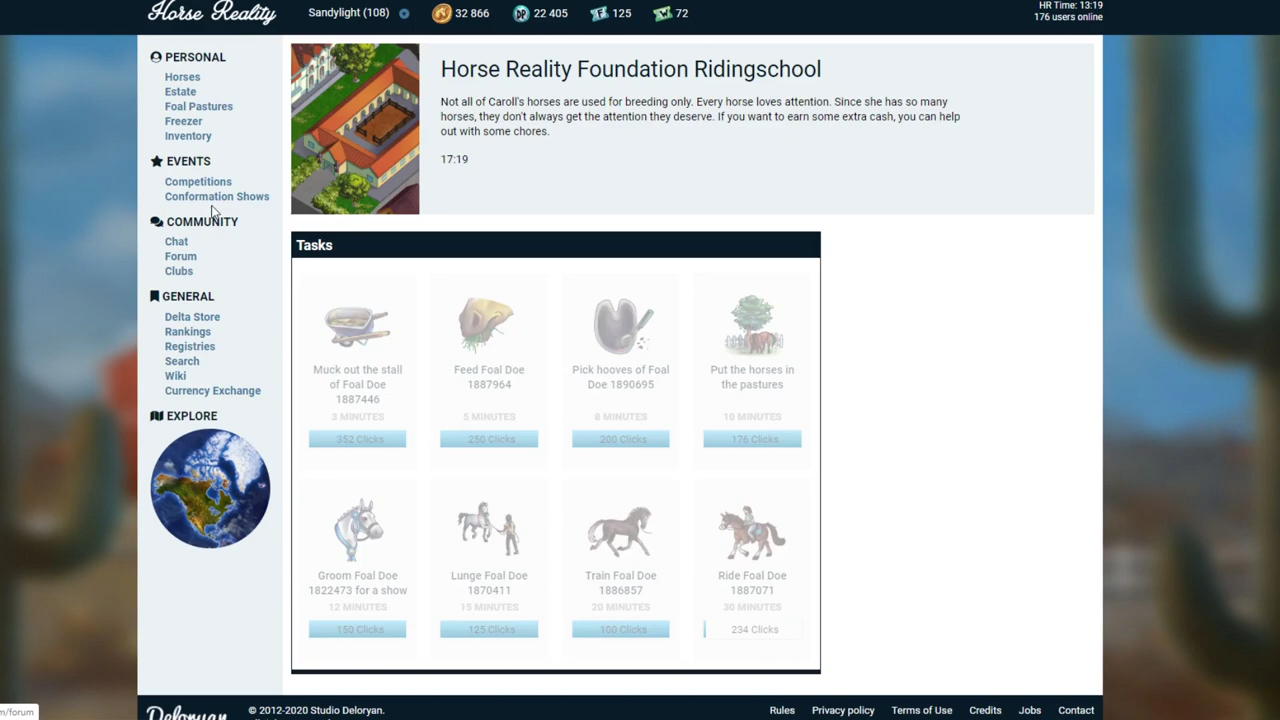 Horse Reality
Sandylight (108)
32 866
DP
22 405
125
72
HR Time: 13:19
176 users online
PERSONAL
Horses
Estate
Foal Pastures
Freezer
Inventory
EVENTS
Competitions
Conformation Shows
COMMUNITY
Chat
Forum
Clubs
GENERAL
Delta Store
Rankings
Registries
Search
Wiki
Currency Exchange
EXPLORE
Horse Reality Foundation Ridingschool
Not all of Caroll's horses are used for breeding only. Every horse loves attention. Since she has so many
horses, they don't always get the attention they deserve. If you want to earn some extra cash, you can help
out with some chores.
17:19
Tasks
Muck out the stall
of Foal Doe
1887446
3 MINUTES
352 Clicks
Feed Foal Doe
1887964
5 MINUTES
250 Clicks
Pick hooves of Foal
Doe 1890695
8 MINUTES
200 Clicks
Put the horses in
the pastures
10 MINUTES
176 Clicks
Groom Foal Doe
1822473 for a show
12 MINUTES
150 Clicks
Lunge Foal Doe
1870411
15 MINUTES
125 Clicks
Train Foal Doe
1886857
20 MINUTES
100 Clicks
Ride Foal Doe
1887071
30 MINUTES
234 Clicks
m/forum
Deloryan
© 2012-2020 Studio Deloryan.
Rules
Privacy policy
Terms of Use
Credits
Jobs
Contact